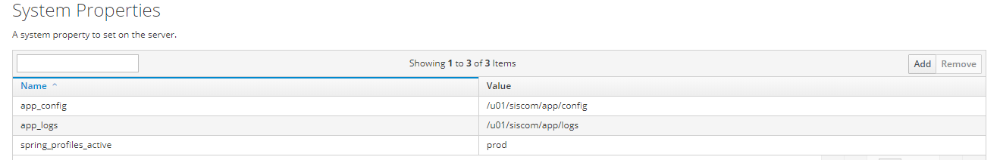 System Properties
A system property to set on the server.
Showing 1 to 3 of 3 Items Add Remove
Name ^ Value
app_config /u01/siscom/app/config
app_logs /u01/siscom/app/logs
spring_profiles_active prod